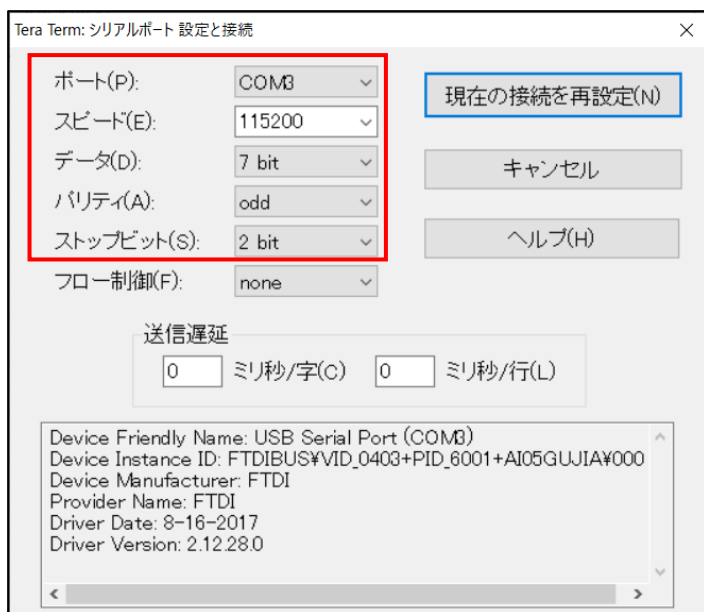 Tera Term: シリアルポート 設定と接続
ポート(P): COM3
現在の接続を再設定(N)
スピード(E): 115200
データ(D): 7 bit
キャンセル
パリティ(A): odd
ストップビット(S): 2 bit
ヘルプ(H)
フロー制御(F): none
送信遅延
0 ミリ秒/字(C) 0 ミリ秒/行(L)
Device Friendly Name: USB Serial Port (COM3)
Device Instance ID: FTDIBUS¥VID_0403+PID_6001+AI05GUJIA¥000
Device Manufacturer: FTDI
Provider Name: FTDI
Driver Date: 8-16-2017
Driver Version: 2.12.28.0